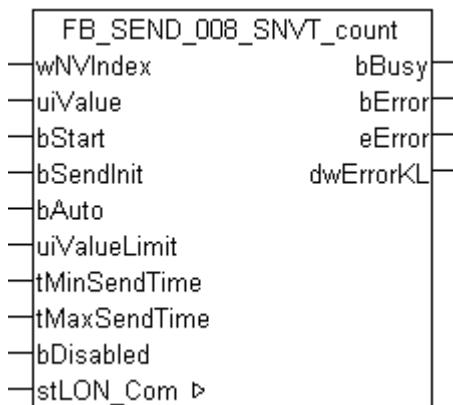 FB_SEND_008_SNVT_count
wNVIndex bBusy
uiValue bError
bStart eError
bSendInit dwErrorKL
bAuto
uiValueLimit
tMinSendTime
tMaxSendTime
bDisabled
stLON_Com ▷